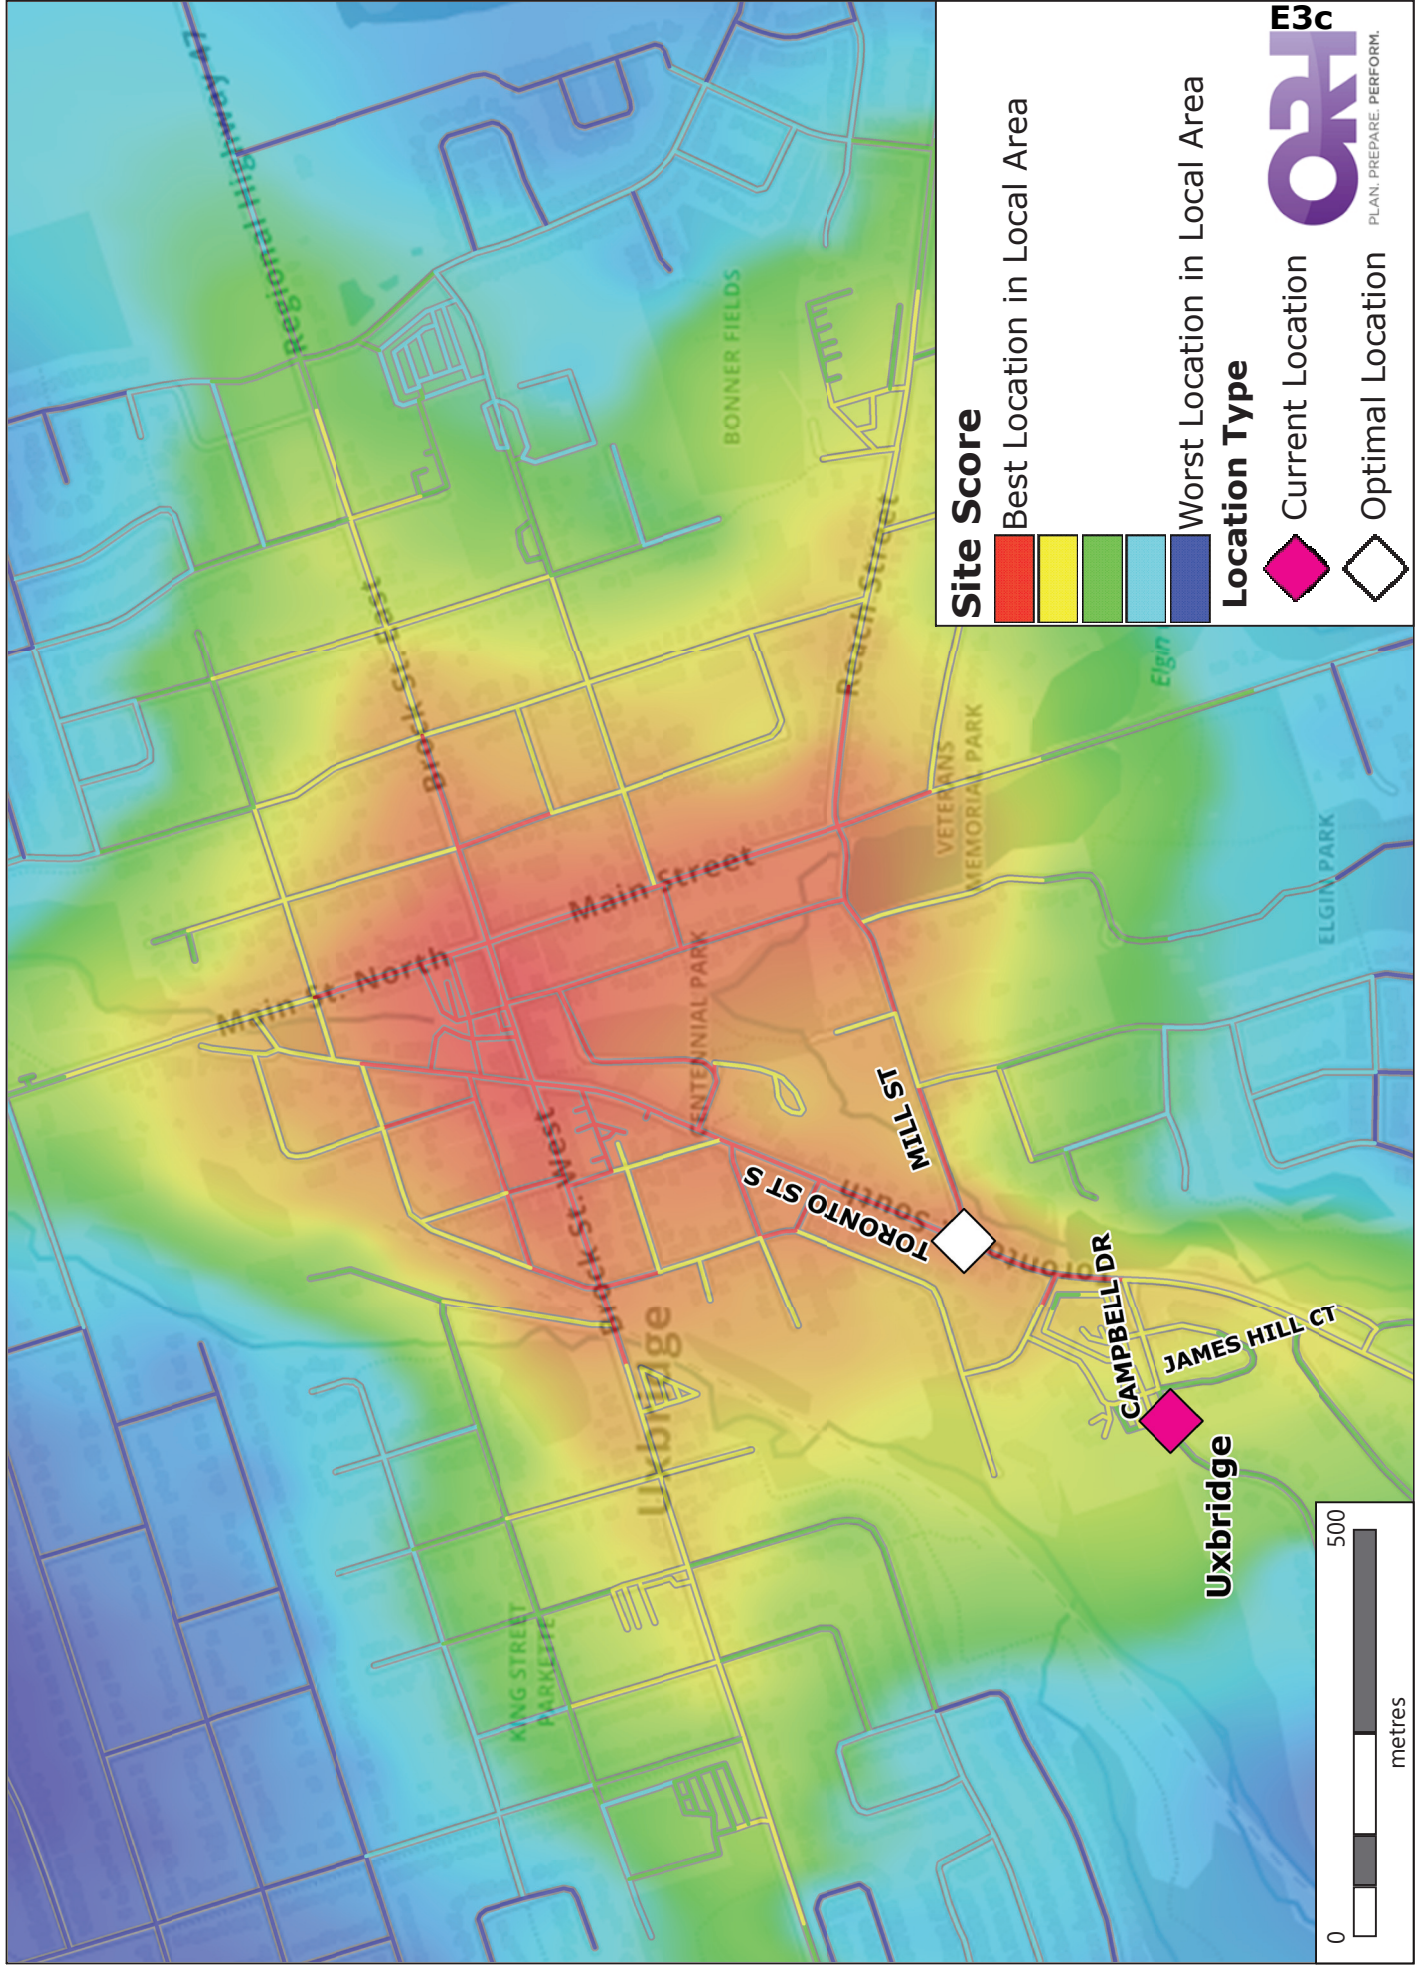 Regional Highway 47
Brock St. East
BONNER FIELDS
Reach Street
Main St. North
Main Street
CENTENNIAL PARK
VETERANS
MEMORIAL PARK
Elgin
ELGIN PARK
MILL ST
TORONTO ST S
South
oronto
Brock St. West
Uxbridge
KING STREET
PARKETTE
CAMPBELL DR
JAMES HILL CT
Uxbridge
Site Score
Best Location in Local Area
Worst Location in Local Area
Location Type
Current Location
Optimal Location
E3c
ORH
PLAN. PREPARE. PERFORM.
0 500
metres